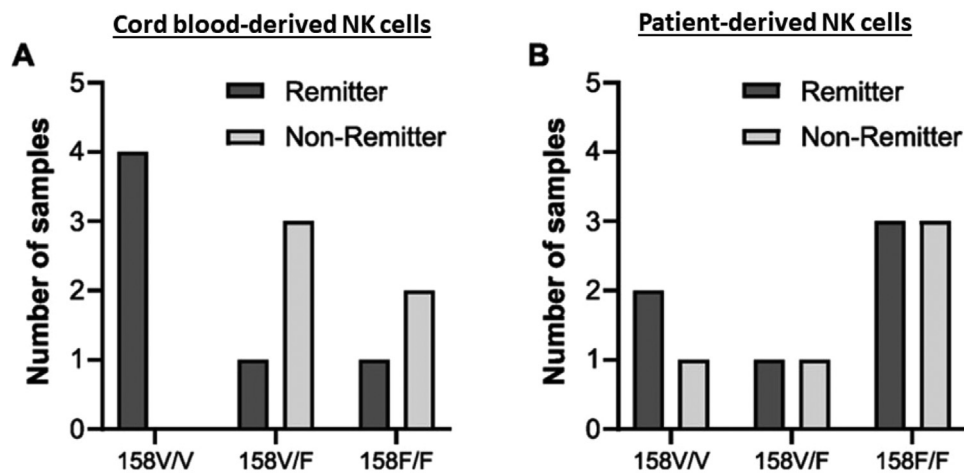 Cord blood-derived NK cells
A
Number of samples
5
4
3
2
1
0
Remitter
Non-Remitter
158V/V
158V/F
158F/F
Patient-derived NK cells
B
Number of samples
5
4
3
2
1
0
Remitter
Non-Remitter
158V/V
158V/F
158F/F